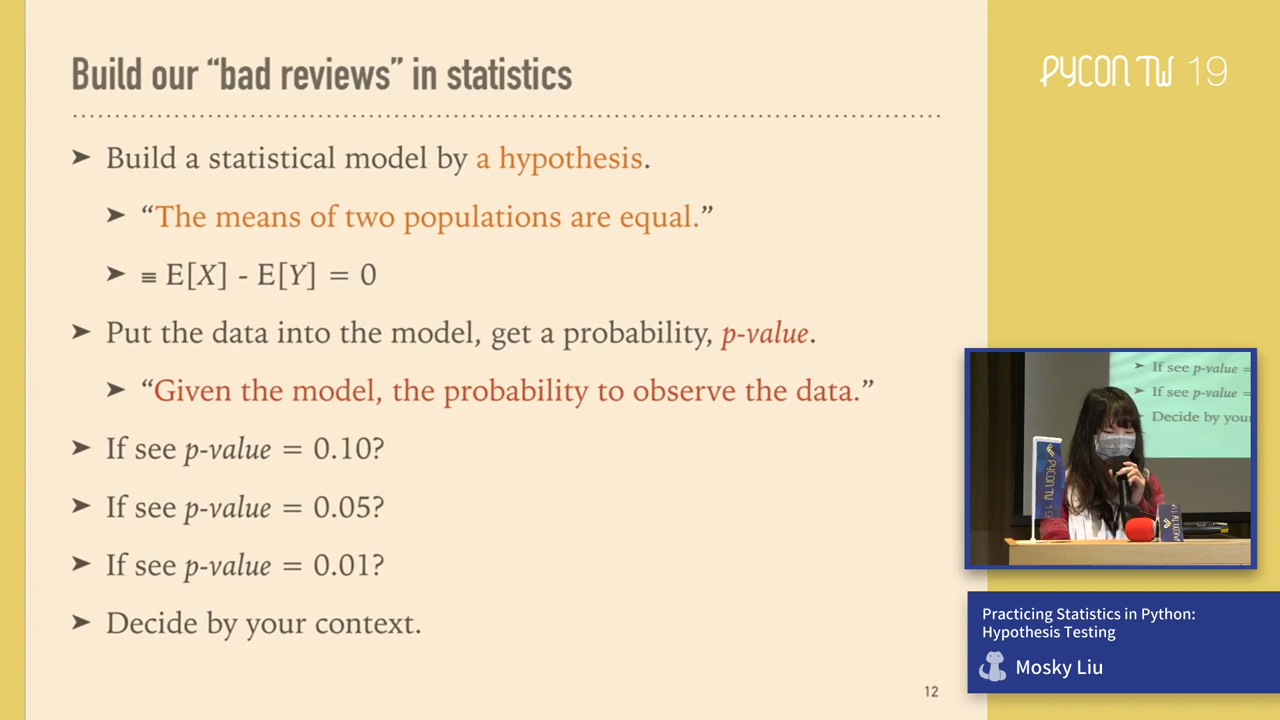 Build our “bad reviews” in statistics
➤ Build a statistical model by a hypothesis.
➤ “The means of two populations are equal.”
➤ ≡ E[X] - E[Y] = 0
➤ Put the data into the model, get a probability, p-value.
➤ “Given the model, the probability to observe the data.”
➤ If see p-value = 0.10?
➤ If see p-value = 0.05?
➤ If see p-value = 0.01?
➤ Decide by your context.
12
PYCON TW 19
➤ If see p-value =
➤ If see p-value =
Decide by your
PYCON TW 19
Practicing Statistics in Python:
Hypothesis Testing
Mosky Liu